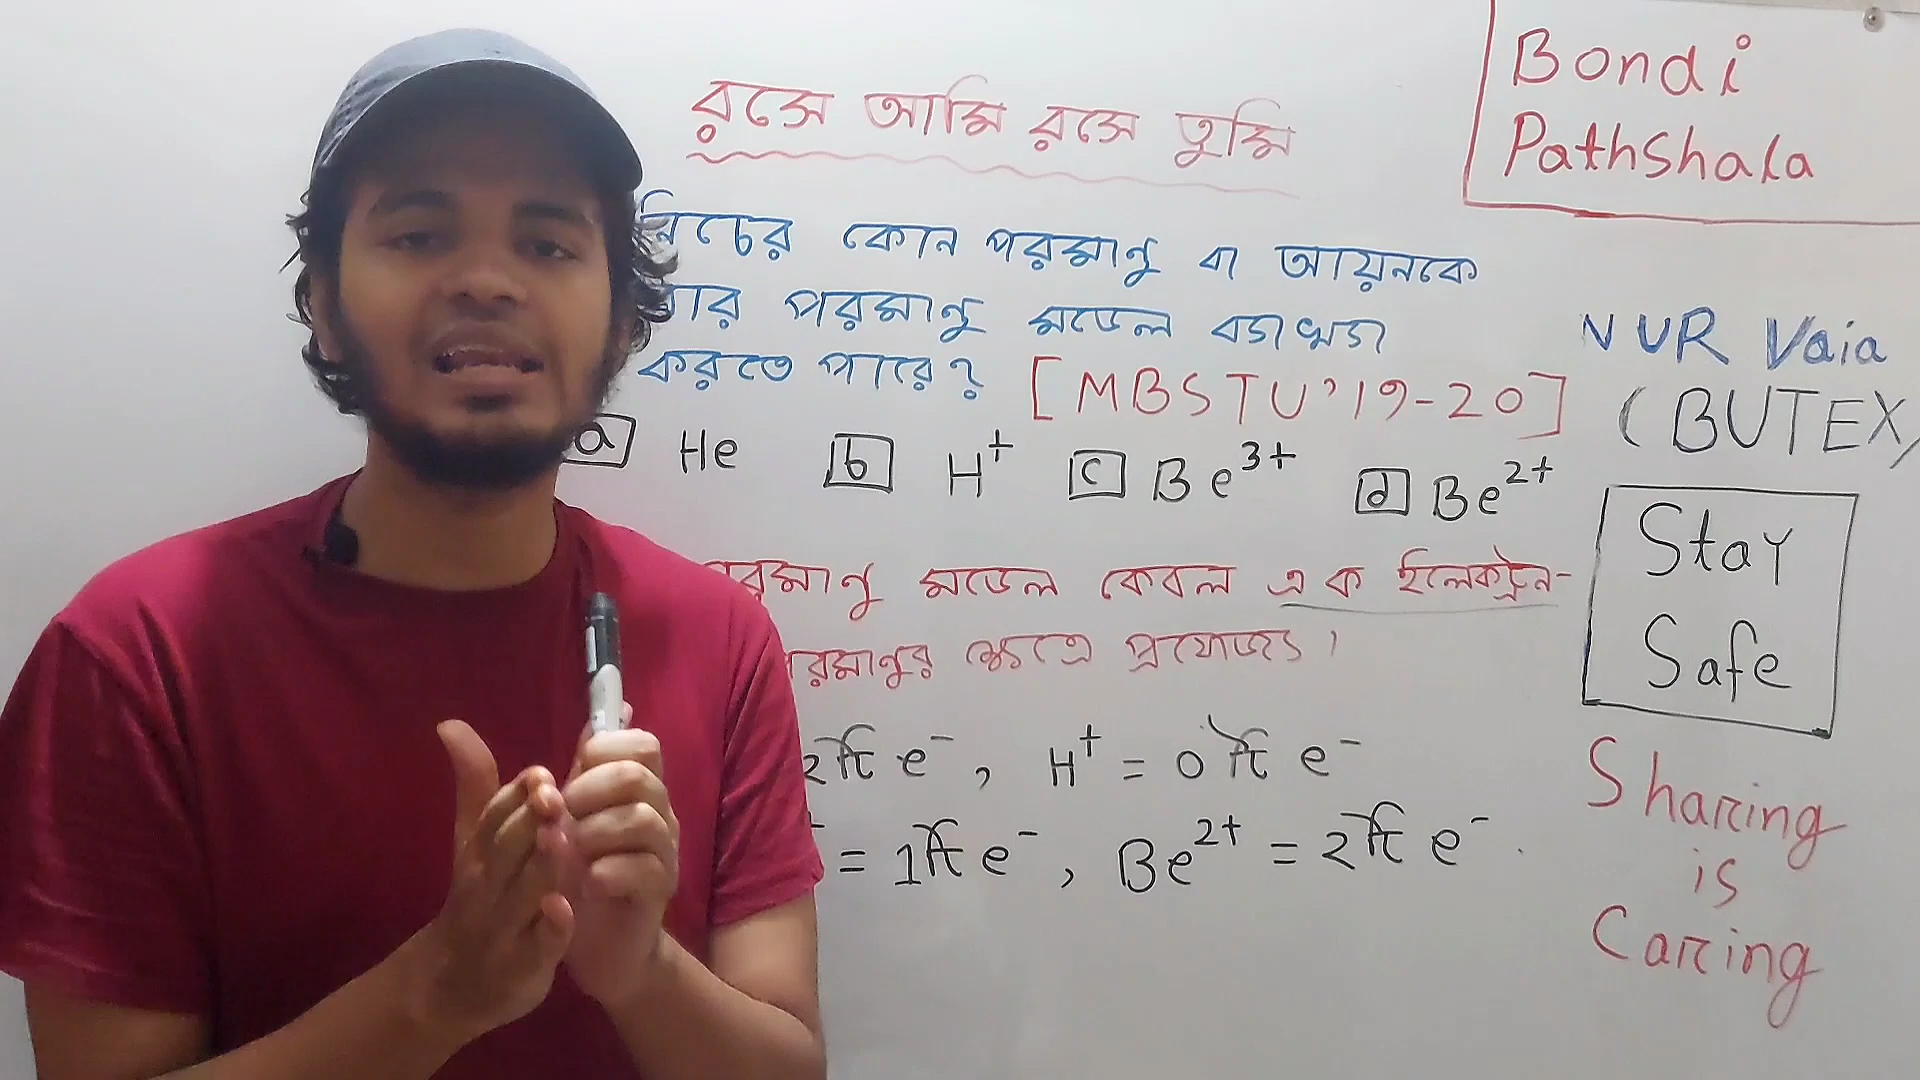 রসে আমি রসে তুমি
Bondi
Pathshala
নিচের কোন পরমাণু বা আয়নকে
পরমাণু মডেল ব্যাখ্যা
করতে পারে? [MBSTU'19-20]
a He b H⁺ c Be³⁺ d Be²⁺
পরমাণু মডেল কেবল এক ইলেকট্রন-
পরমাণুর ক্ষেত্রে প্রযোজ্য।
2টি e⁻, H⁺ = 0টি e⁻
= 1টি e⁻, Be²⁺ = 2টি e⁻
NUR Vaia
(BUTEX)
Stay
Safe
Sharing
is
Caring